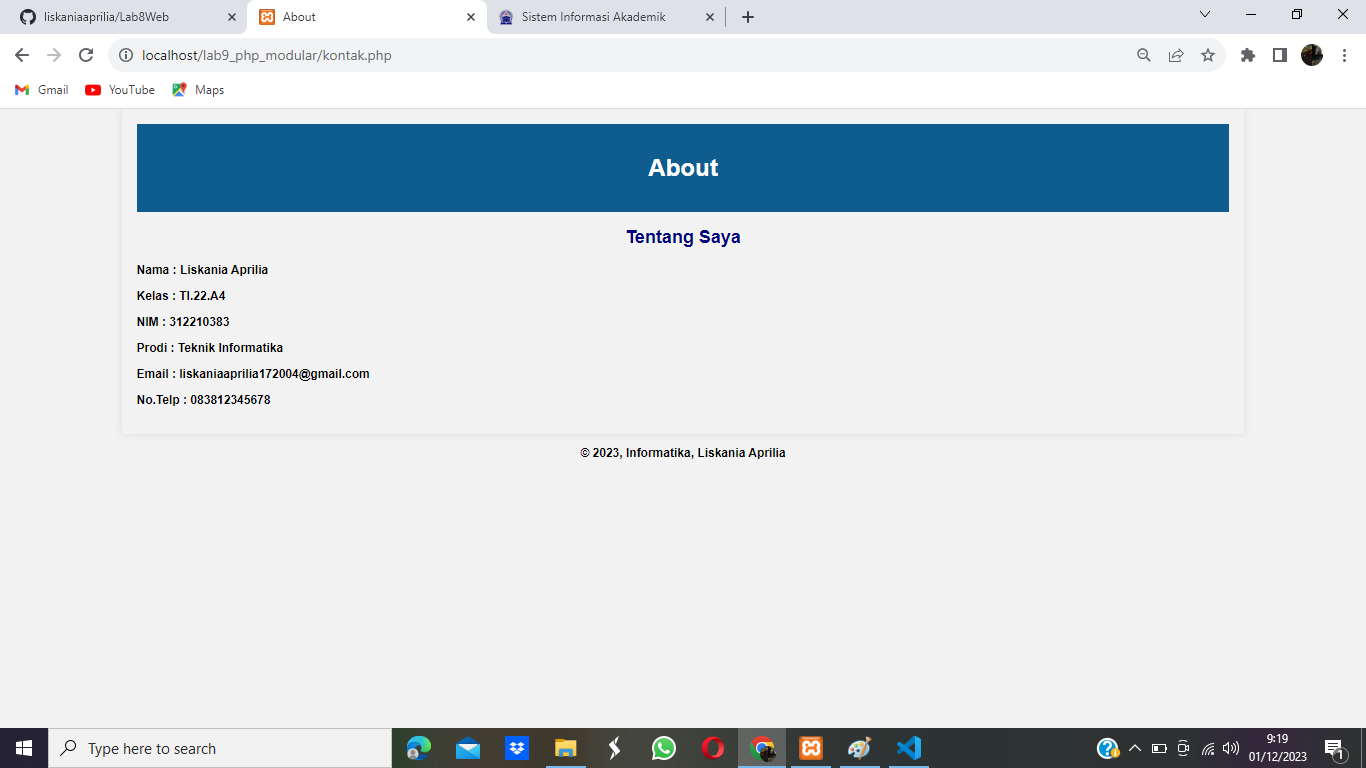 liskaniaaprilia/Lab8Web
About
Sistem Informasi Akademik
localhost/lab9_php_modular/kontak.php
Gmail
YouTube
Maps
About
Tentang Saya
Nama : Liskania Aprilia
Kelas : TI.22.A4
NIM : 312210383
Prodi : Teknik Informatika
Email : liskaniaaprilia172004@gmail.com
No.Telp : 083812345678
© 2023, Informatika, Liskania Aprilia
Type here to search
9:19
01/12/2023
1